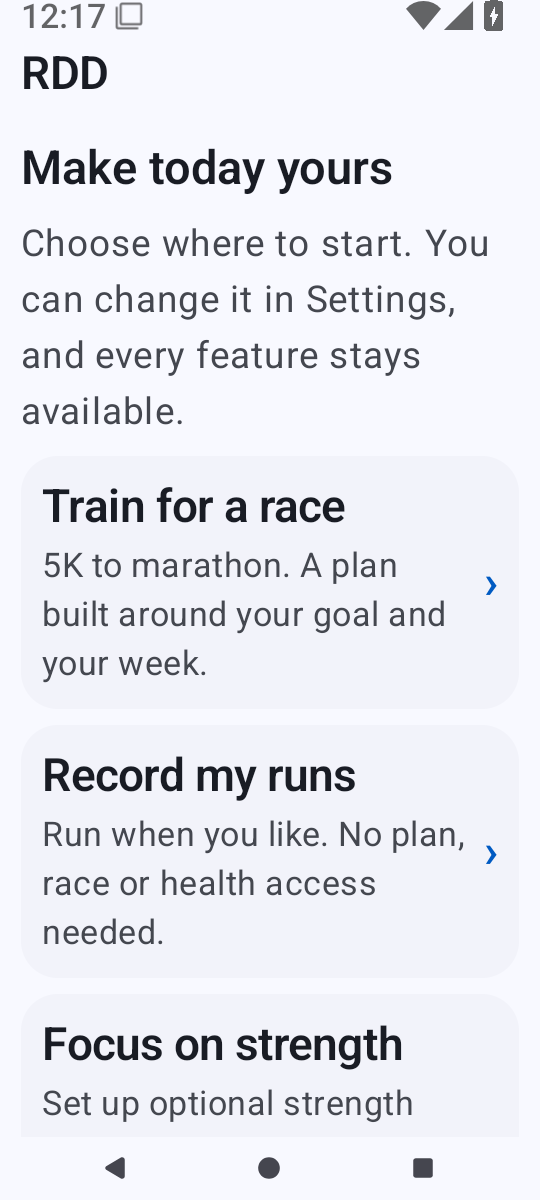 12:17
RDD
Make today yours
Choose where to start. You
can change it in Settings,
and every feature stays
available.
Train for a race
5K to marathon. A plan
built around your goal and
your week.
Record my runs
Run when you like. No plan,
race or health access
needed.
Focus on strength
Set up optional strength